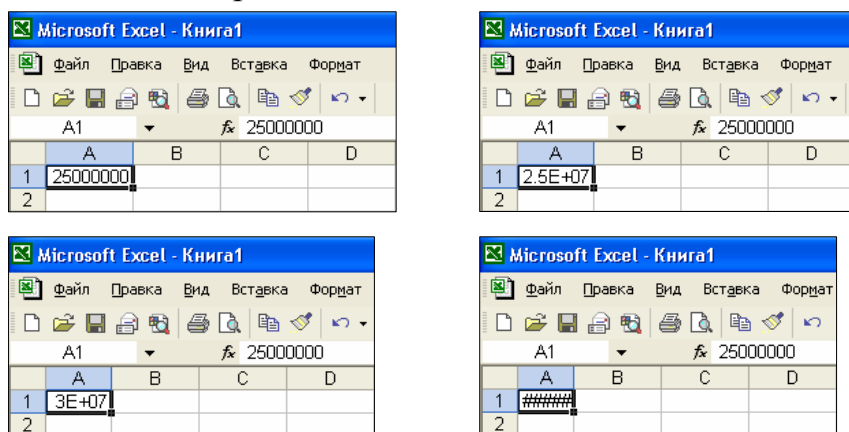 Microsoft Excel - Книга1
Файл Правка Вид Вставка Формат
A1 fx 25000000
A B C D
1 25000000
2
Microsoft Excel - Книга1
Файл Правка Вид Вставка Формат
A1 fx 25000000
A B C D
1 2.5E+07
2
Microsoft Excel - Книга1
Файл Правка Вид Вставка Формат
A1 fx 25000000
A B C D
1 3E+07
2
Microsoft Excel - Книга1
Файл Правка Вид Вставка Формат
A1 fx 25000000
A B C D
1 #####
2